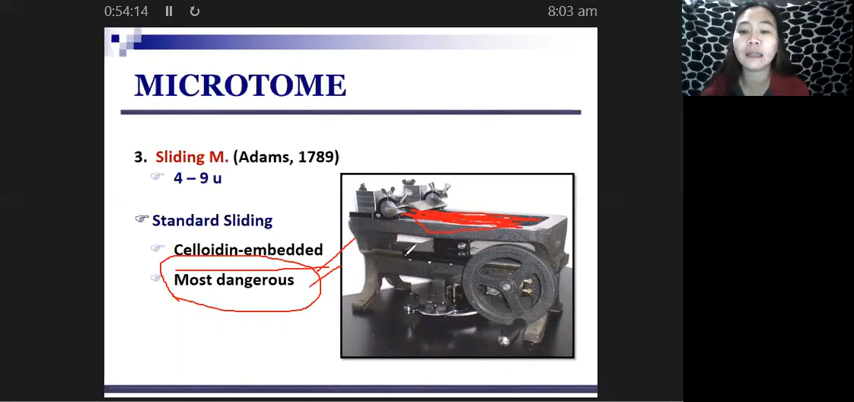 0:54:14
8:03 am
MICROTOME
3. Sliding M. (Adams, 1789)
4 – 9 u
Standard Sliding
Celloidin-embedded
Most dangerous